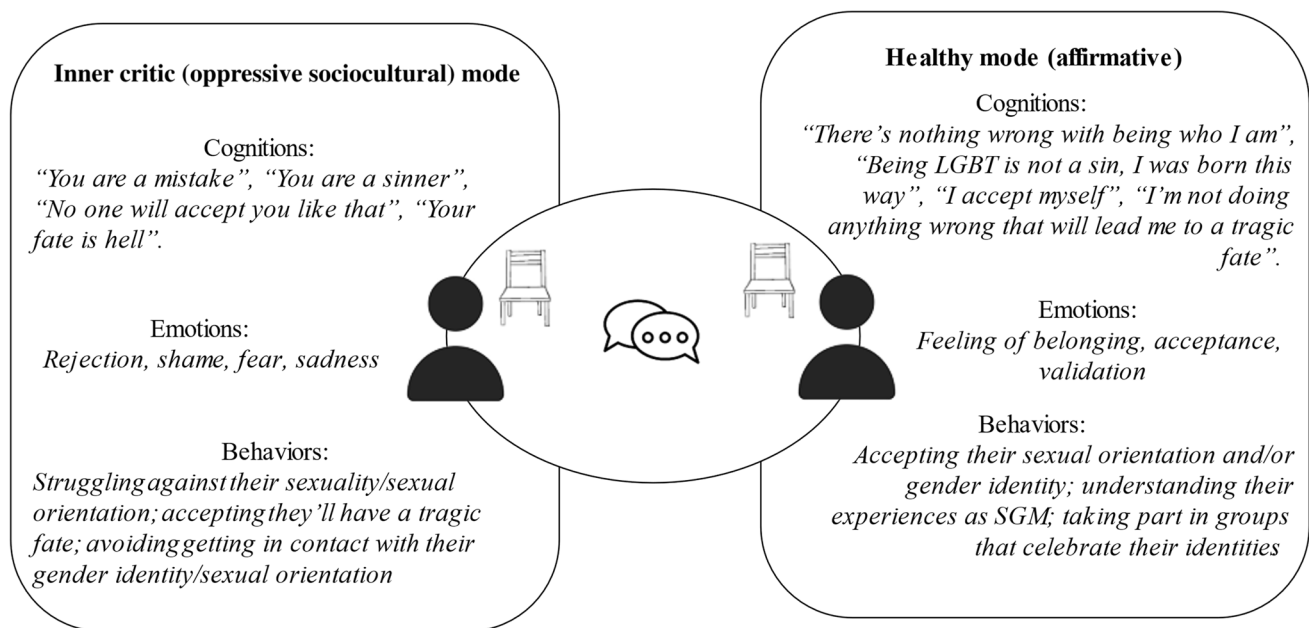 Inner critic (oppressive sociocultural) mode
Cognitions:
“You are a mistake”, “You are a sinner”,
“No one will accept you like that”, “Your
fate is hell”.
Emotions:
Rejection, shame, fear, sadness
Behaviors:
Struggling against their sexuality/sexual
orientation; accepting they’ll have a tragic
fate; avoiding getting in contact with their
gender identity/sexual orientation
Healthy mode (affirmative)
Cognitions:
“There’s nothing wrong with being who I am”,
“Being LGBT is not a sin, I was born this
way”, “I accept myself”, “I’m not doing
anything wrong that will lead me to a tragic
fate”.
Emotions:
Feeling of belonging, acceptance,
validation
Behaviors:
Accepting their sexual orientation and/or
gender identity; understanding their
experiences as SGM; taking part in groups
that celebrate their identities